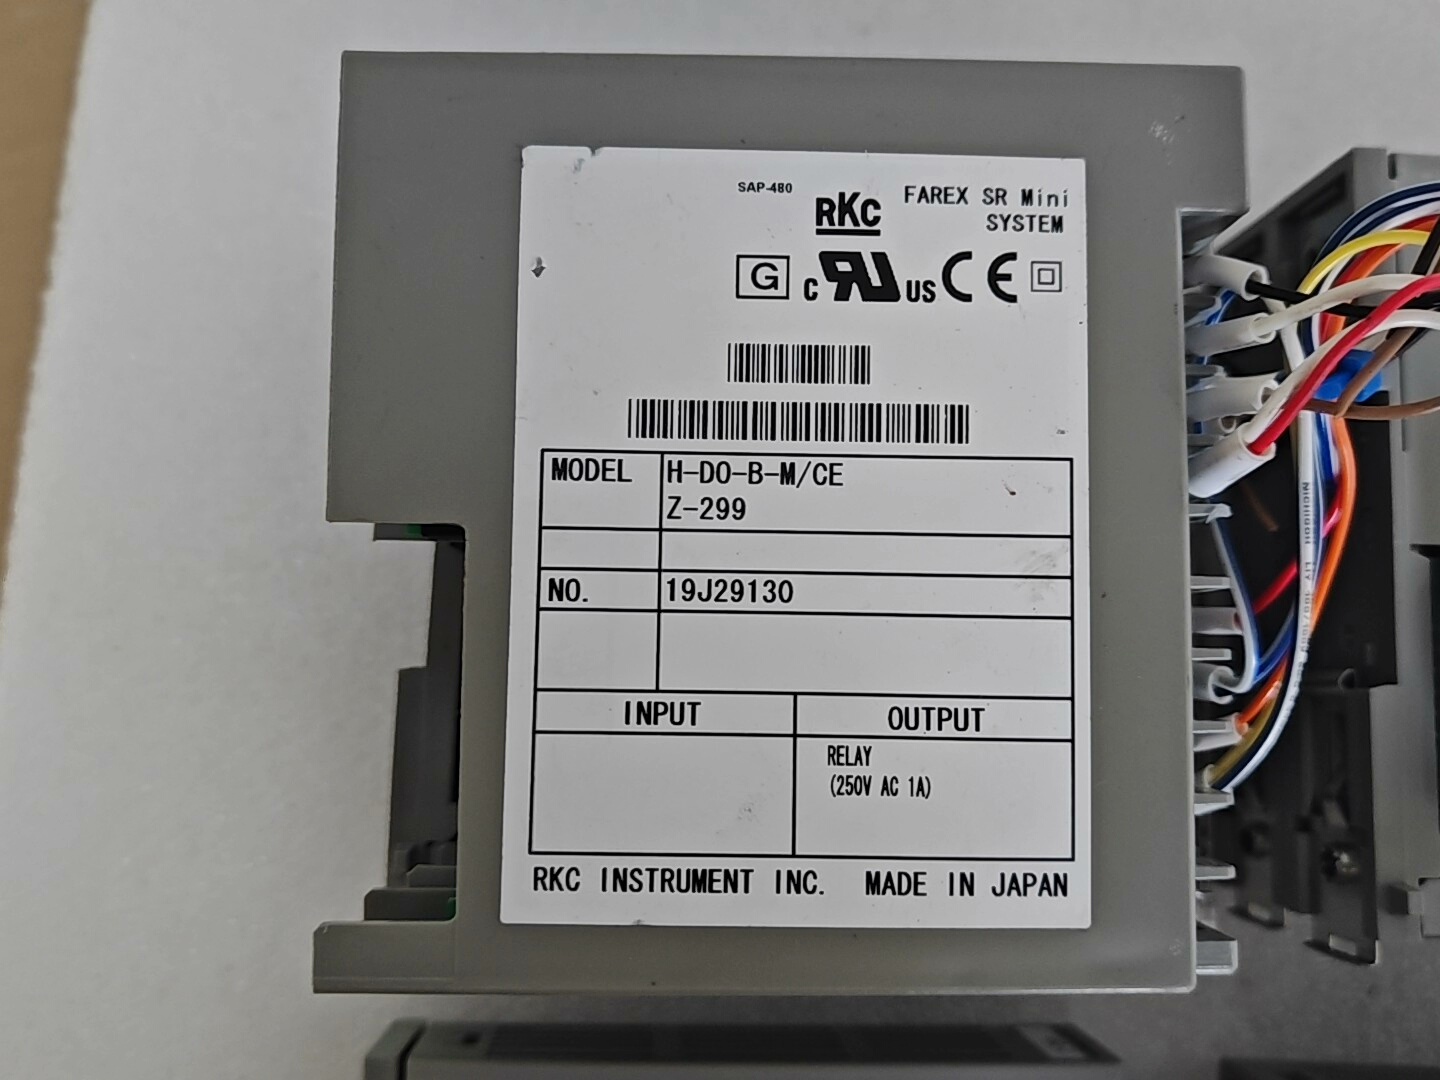 SAP-480
RKC
FAREX SR Mini
SYSTEM
G
c RU us CE
MODEL H-DO-B-M/CE
Z-299
NO. 19J29130
INPUT OUTPUT
RELAY
(250V AC 1A)
RKC INSTRUMENT INC. MADE IN JAPAN